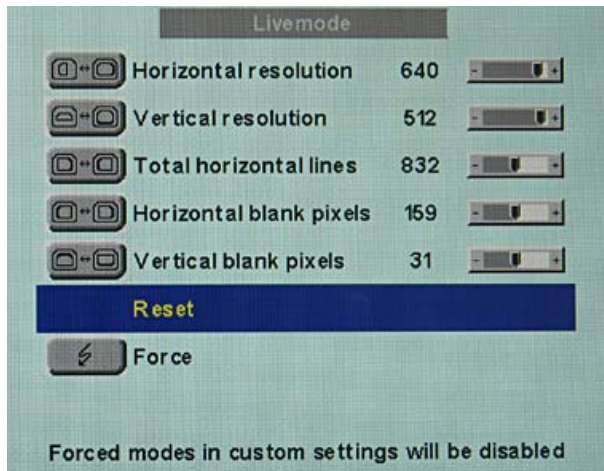 Livemode
Horizontal resolution 640 - +
Vertical resolution 512 - +
Total horizontal lines 832 - +
Horizontal blank pixels 159 - +
Vertical blank pixels 31 - +
Reset
Force
Forced modes in custom settings will be disabled